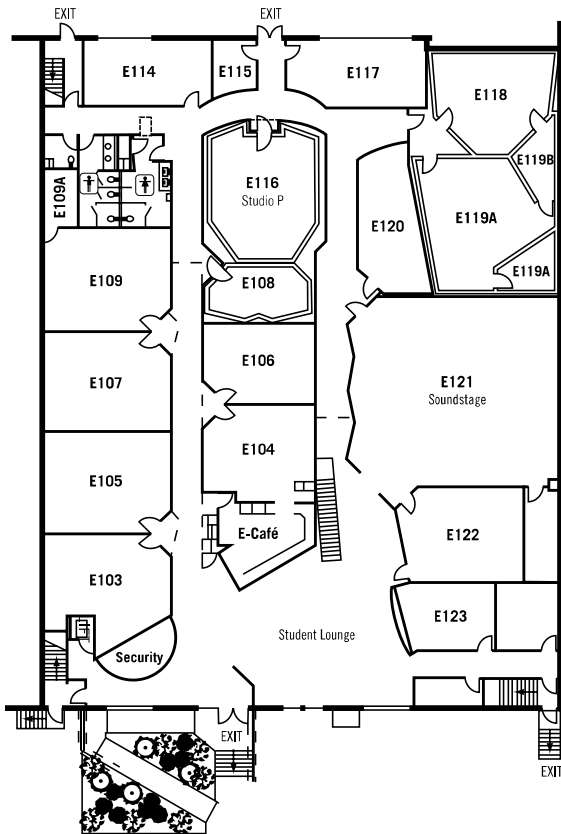 EXIT
EXIT
E114
E115
E117
E118
E119B
E116
Studio P
E109A
E120
E119A
E119A
E109
E108
E107
E106
E121
Soundstage
E104
E105
E-Café
E122
E103
E123
Student Lounge
Security
EXIT
EXIT